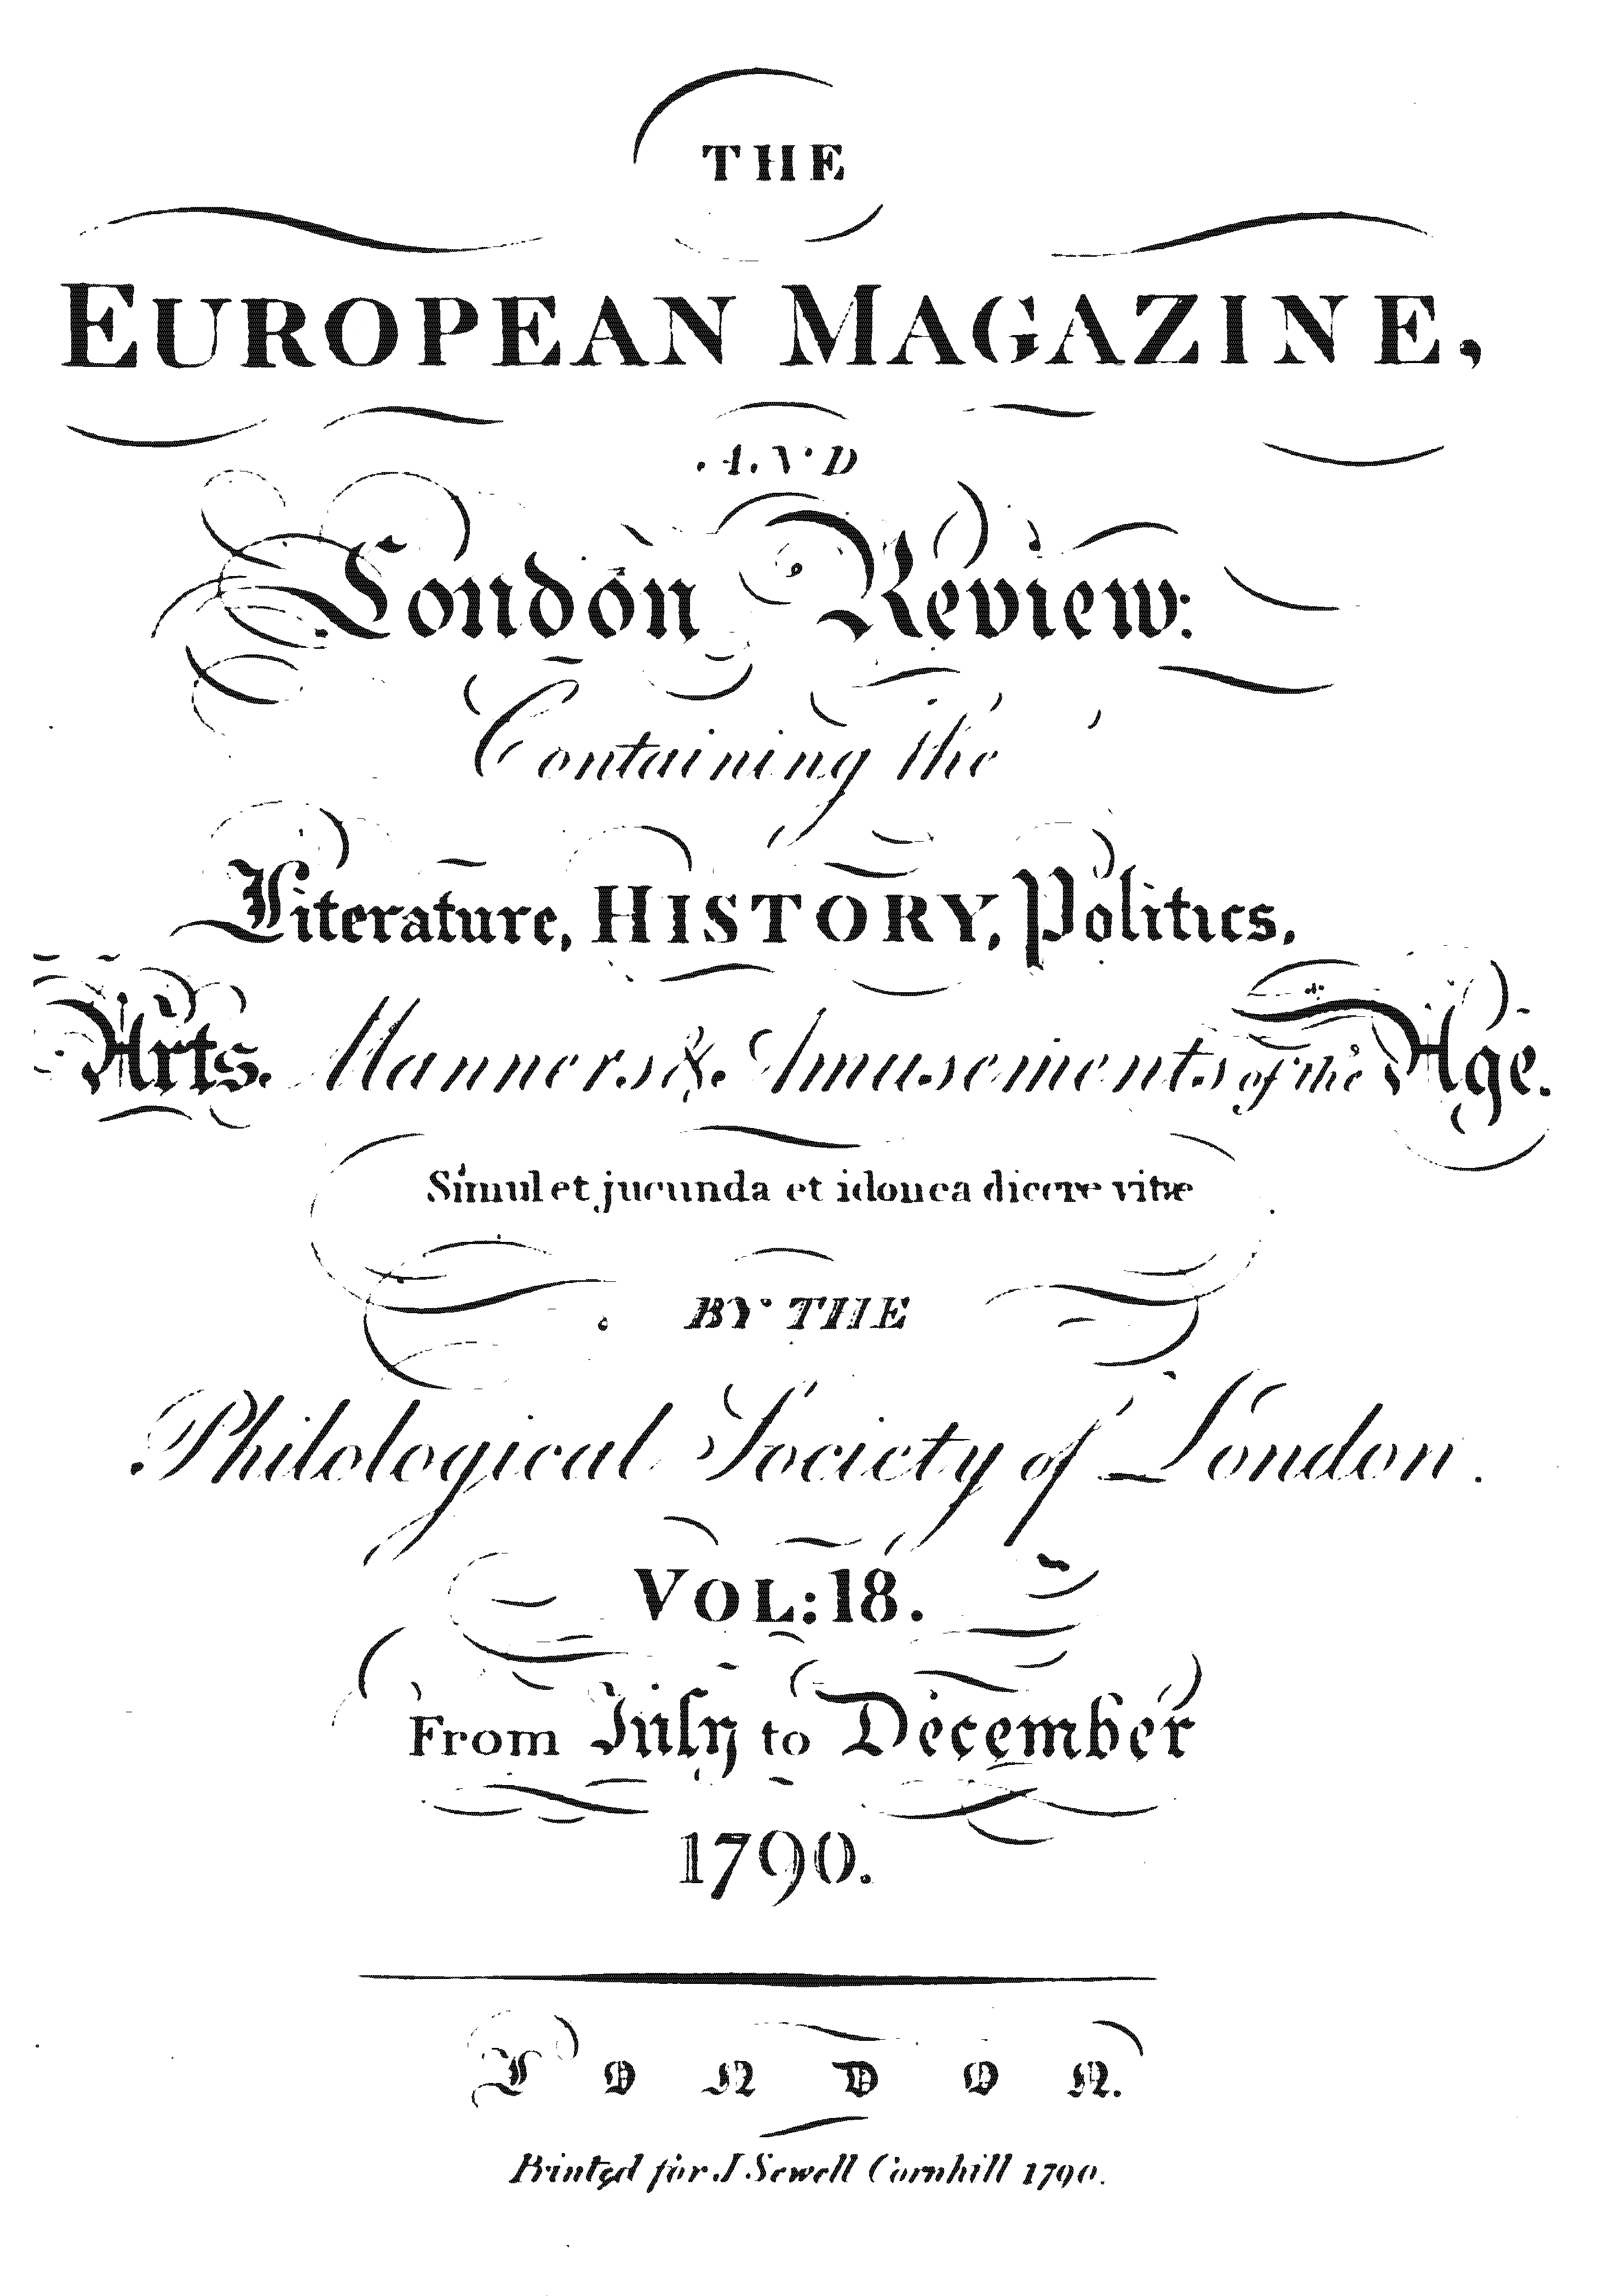 THE
EUROPEAN MAGAZINE,
AND
London Review:
Containing the
Literature, HISTORY, Politics,
Arts. Manners & Amusements of the Age.
Simul et jucunda et idonea dicere vitæ
BY THE
Philological Society of London.
VOL: 18.
From July to December
1790.
LONDON.
Printed for J Sewell Cornhill 1790.